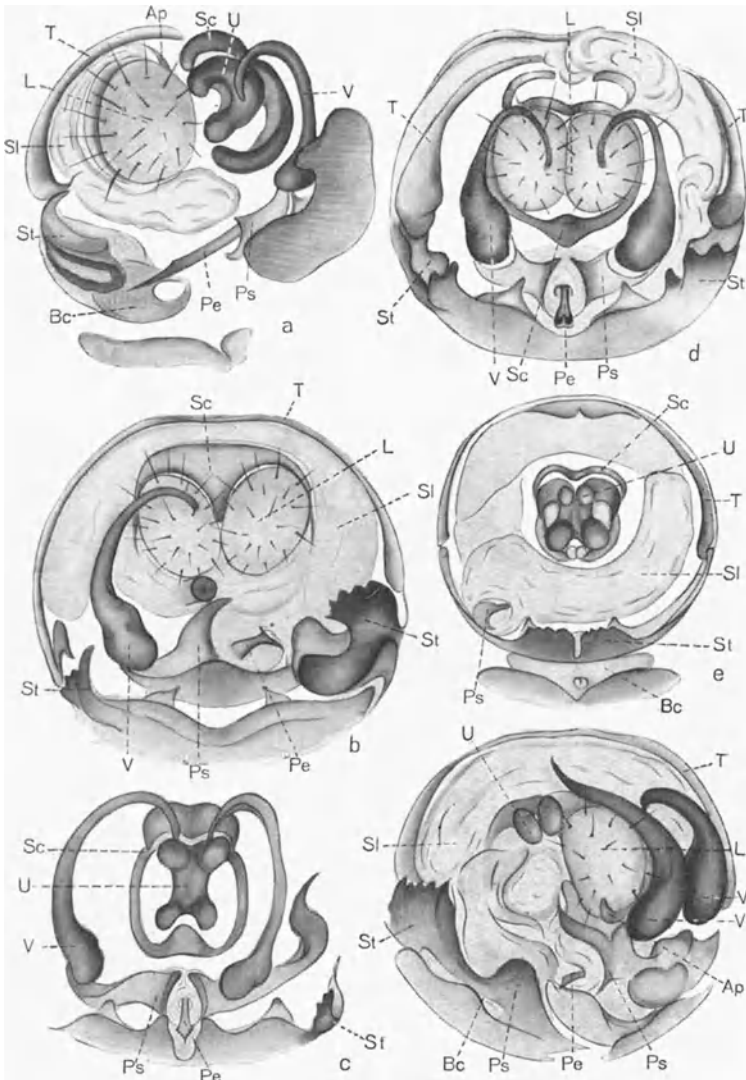 Ap Sc U
T
L
V
Sl
St
Bc Pe Ps
a
L Sl
T T
St St
V Sc Pe Ps
d
Sc T
L
Sl
St
St
V Ps Pe
b
Sc
U
T
Sl
St
Ps Bc
e
Sc
U
V
Ps Pe St
c
U T
Sl L
V
V
St Ap
Bc Ps Pe Ps